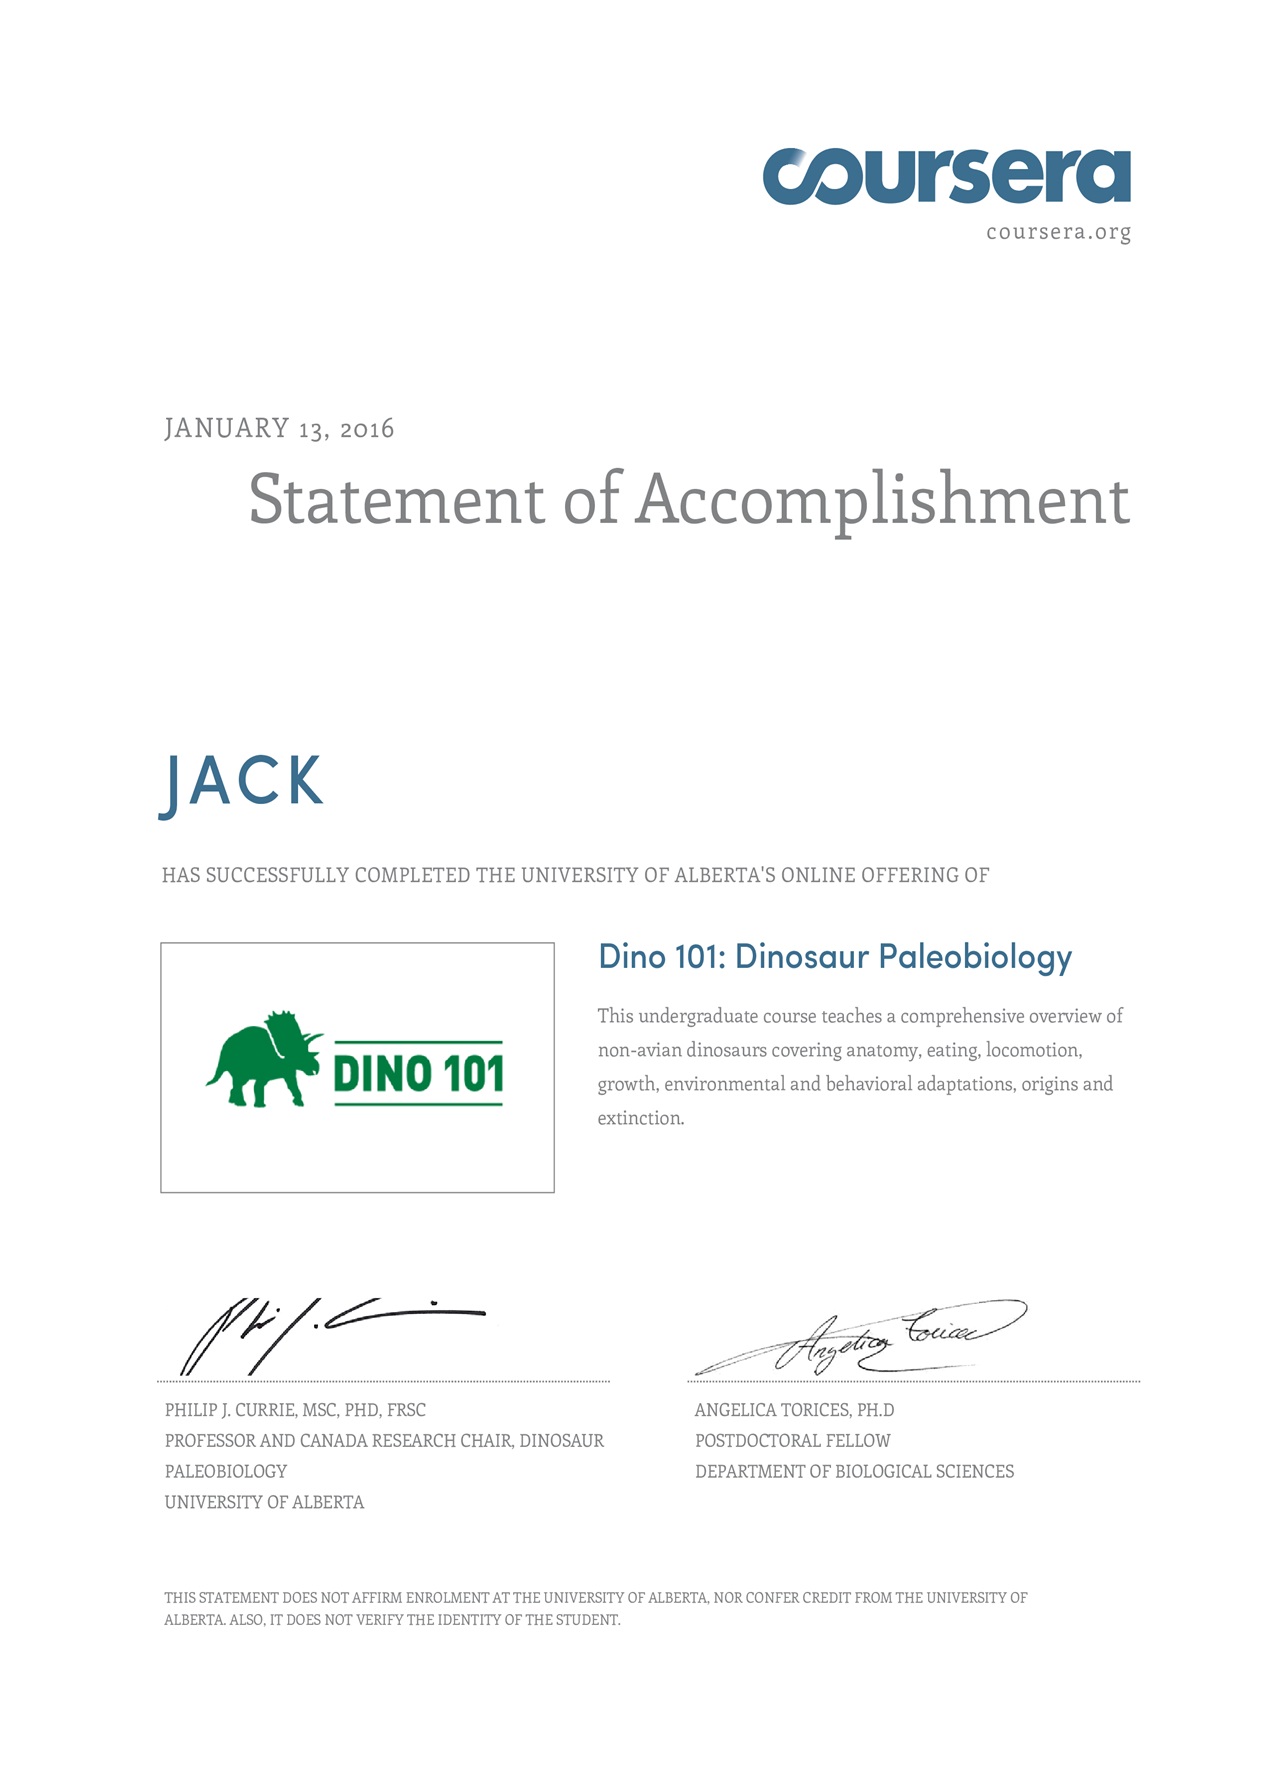 coursera
coursera.org
JANUARY 13, 2016
Statement of Accomplishment
JACK
HAS SUCCESSFULLY COMPLETED THE UNIVERSITY OF ALBERTA'S ONLINE OFFERING OF
DINO 101
Dino 101: Dinosaur Paleobiology
This undergraduate course teaches a comprehensive overview of
non-avian dinosaurs covering anatomy, eating, locomotion,
growth, environmental and behavioral adaptations, origins and
extinction.
Phil J. C
Angelica Torices
PHILIP J. CURRIE, MSC, PHD, FRSC
PROFESSOR AND CANADA RESEARCH CHAIR, DINOSAUR
PALEOBIOLOGY
UNIVERSITY OF ALBERTA
ANGELICA TORICES, PH.D
POSTDOCTORAL FELLOW
DEPARTMENT OF BIOLOGICAL SCIENCES
THIS STATEMENT DOES NOT AFFIRM ENROLMENT AT THE UNIVERSITY OF ALBERTA, NOR CONFER CREDIT FROM THE UNIVERSITY OF
ALBERTA. ALSO, IT DOES NOT VERIFY THE IDENTITY OF THE STUDENT.